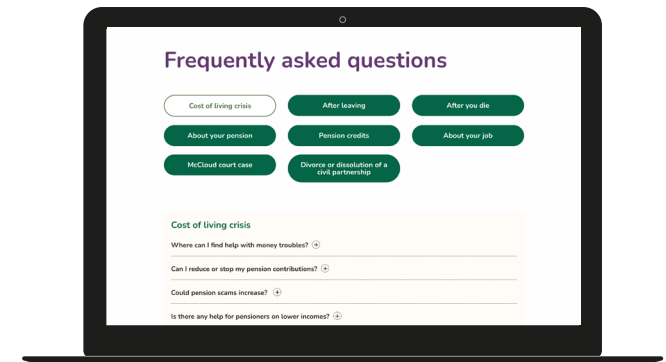 Frequently asked questions
Cost of living crisis
After leaving
After you die
About your pension
Pension credits
About your job
McCloud court case
Divorce or dissolution of a
civil partnership
Cost of living crisis
Where can I find help with money troubles?
Can I reduce or stop my pension contributions?
Could pension scams increase?
Is there any help for pensioners on lower incomes?